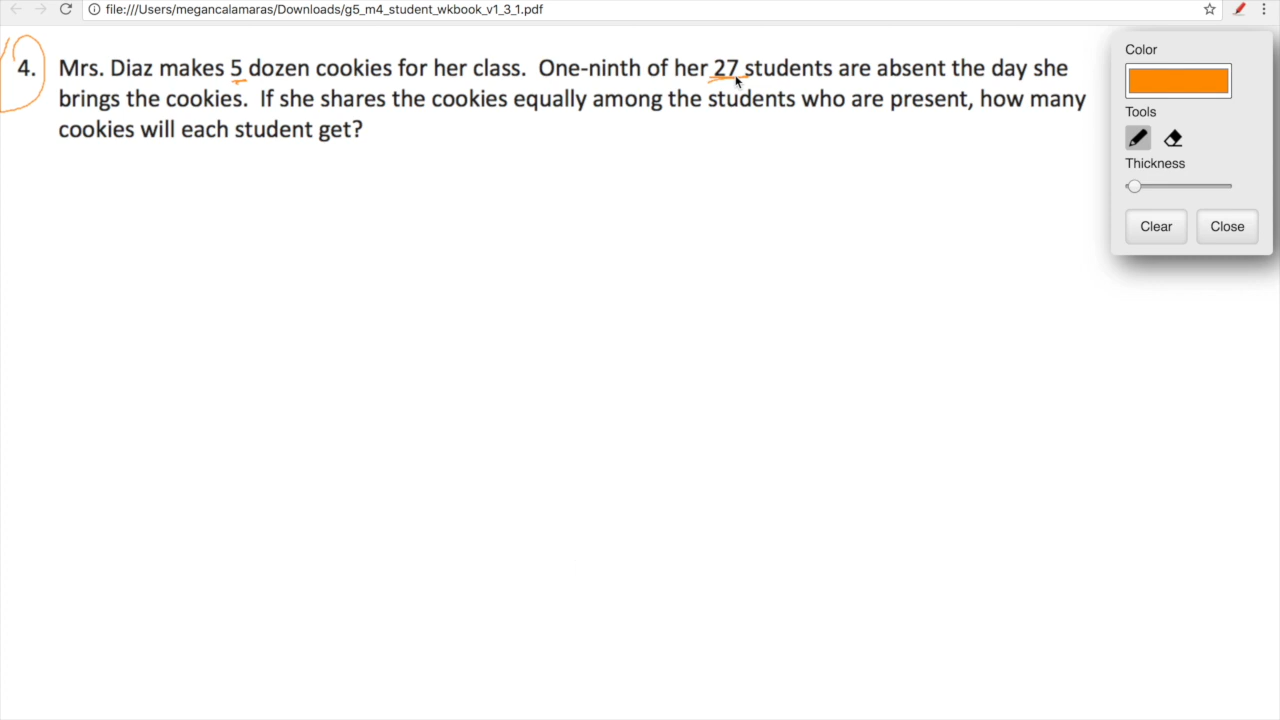 file:///Users/megancalamaras/Downloads/g5_m4_student_wkbook_v1_3_1.pdf
Color
4. Mrs. Diaz makes 5 dozen cookies for her class. One-ninth of her 27 students are absent the day she
brings the cookies. If she shares the cookies equally among the students who are present, how many
cookies will each student get?
Tools
Thickness
Clear Close